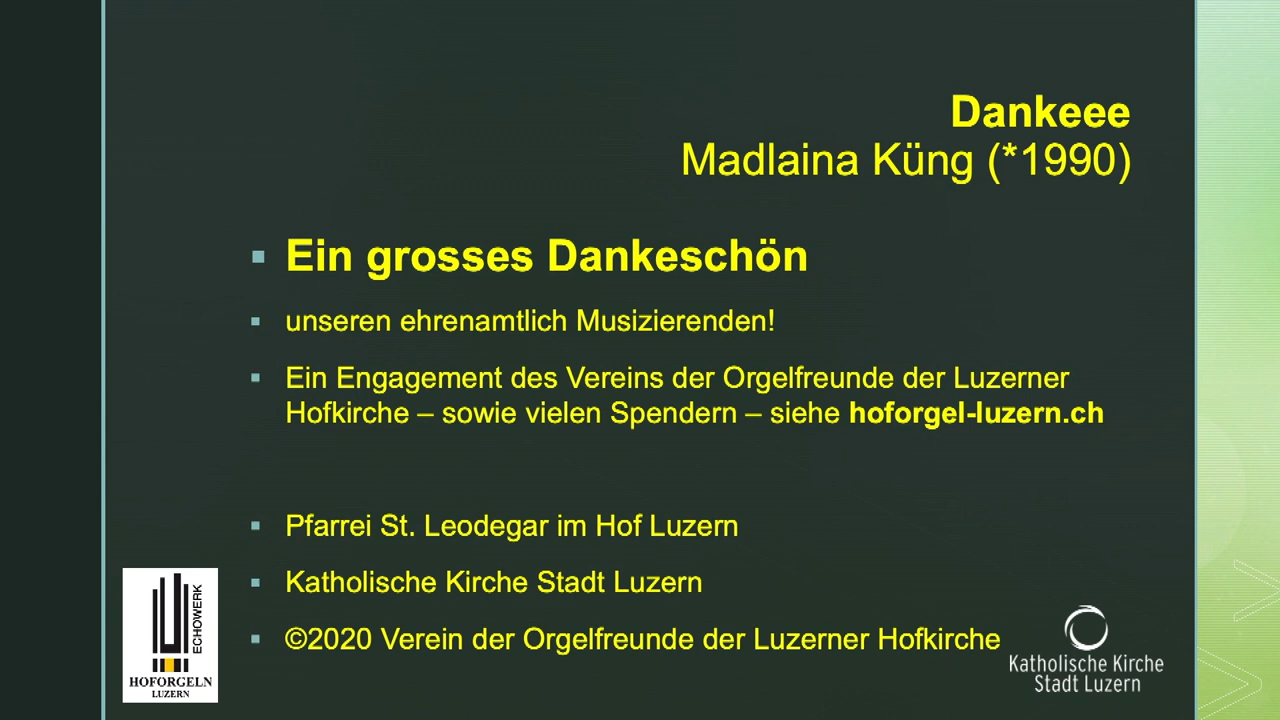 Dankeee
Madlaina Küng (*1990)
Ein grosses Dankeschön
unseren ehrenamtlich Musizierenden!
Ein Engagement des Vereins der Orgelfreunde der Luzerner
Hofkirche – sowie vielen Spendern – siehe hoforgel-luzern.ch
Pfarrei St. Leodegar im Hof Luzern
Katholische Kirche Stadt Luzern
©2020 Verein der Orgelfreunde der Luzerner Hofkirche
ECHOWERK
HOFORGELN
LUZERN
Katholische Kirche
Stadt Luzern